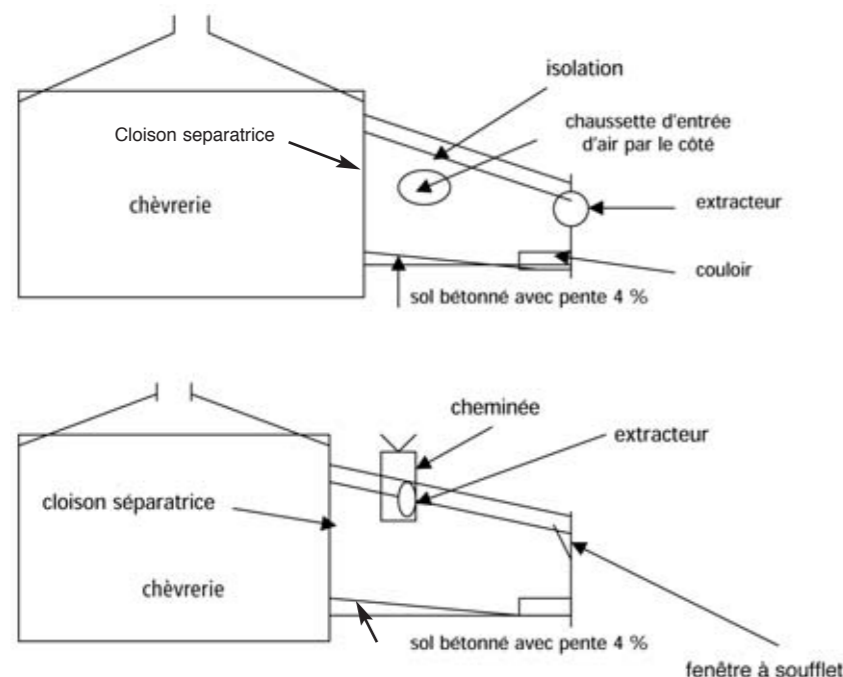 isolation
chaussette d'entrée
d'air par le côté
Cloison separatrice
chèvrerie
extracteur
couloir
sol bétonné avec pente 4 %
cheminée
extracteur
cloison séparatrice
chèvrerie
sol bétonné avec pente 4 %
fenêtre à soufflet